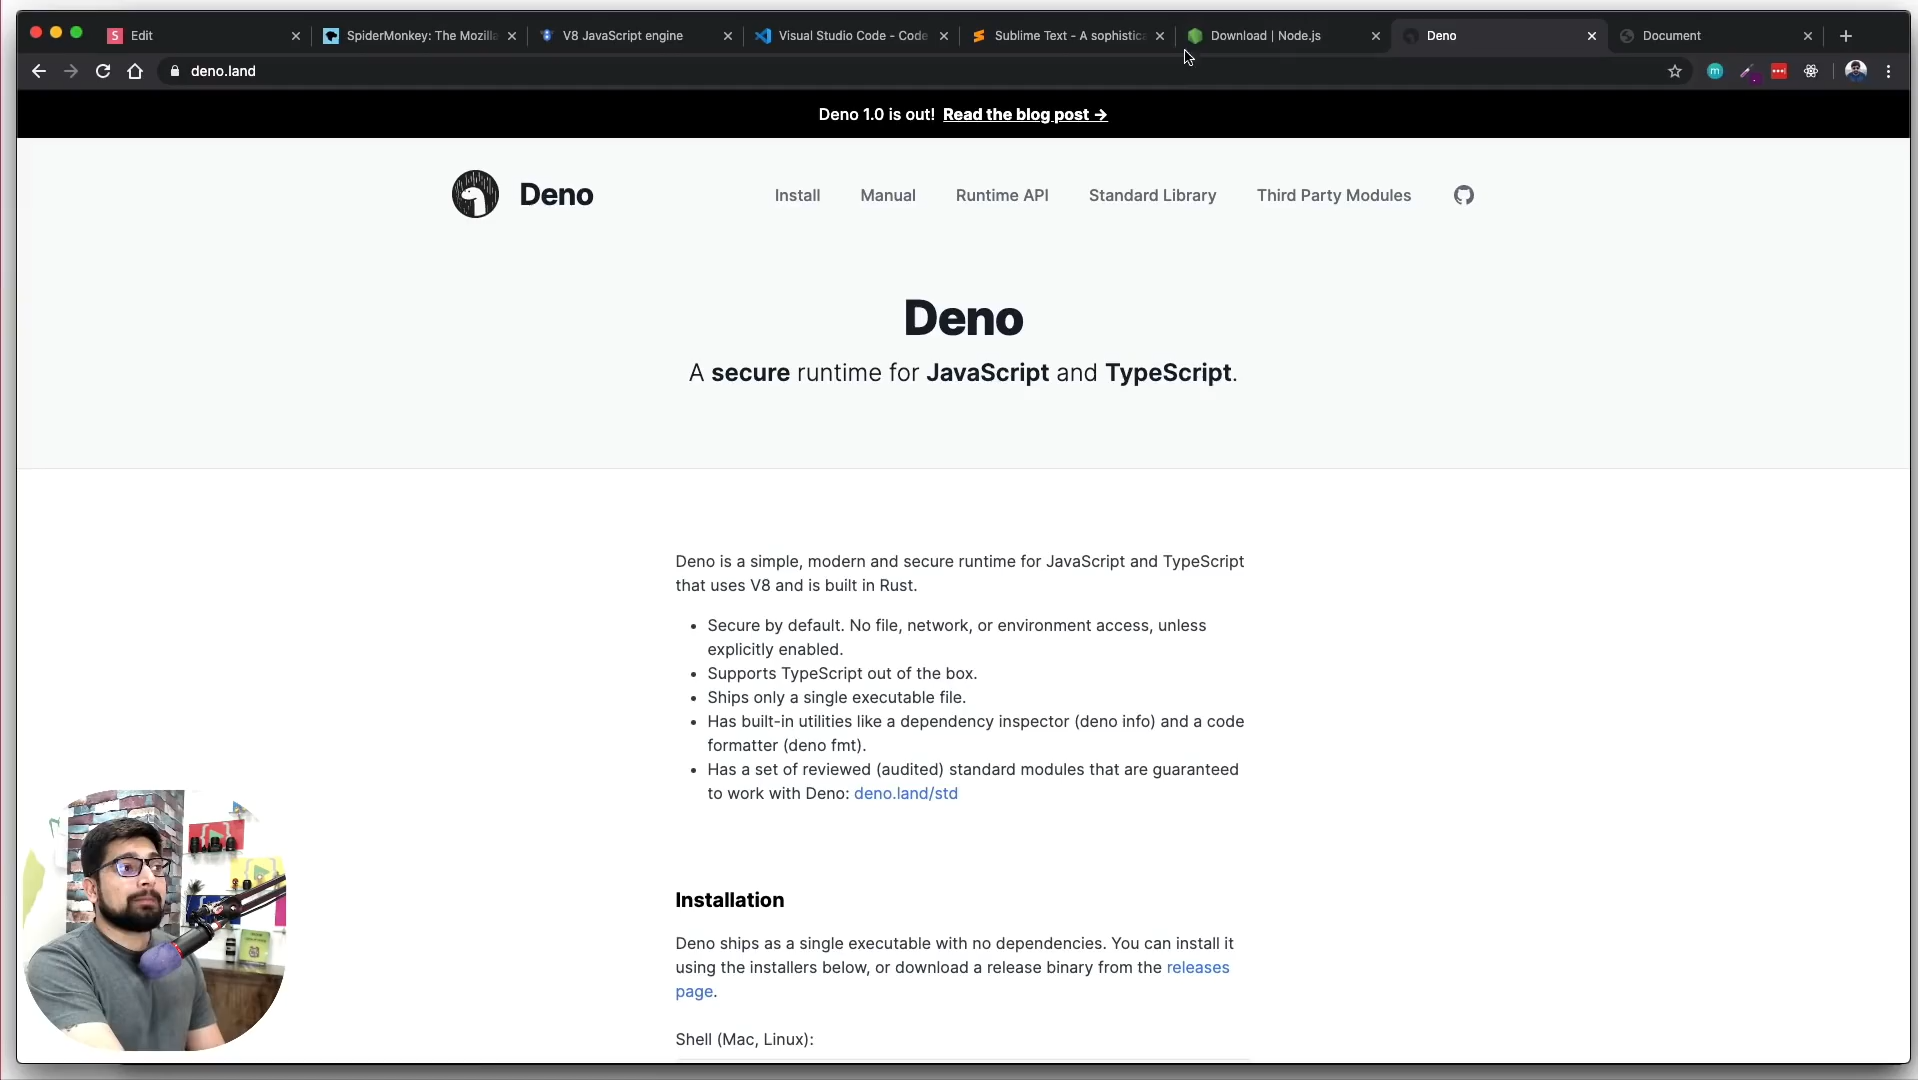 S Edit
SpiderMonkey: The Mozilla
V8 JavaScript engine
Visual Studio Code - Code
Sublime Text - A sophistica
Download | Node.js
Deno
Document
deno.land
m
Deno 1.0 is out! Read the blog post →
Deno
Install
Manual
Runtime API
Standard Library
Third Party Modules
Deno
A secure runtime for JavaScript and TypeScript.
Deno is a simple, modern and secure runtime for JavaScript and TypeScript
that uses V8 and is built in Rust.
• Secure by default. No file, network, or environment access, unless
explicitly enabled.
• Supports TypeScript out of the box.
• Ships only a single executable file.
• Has built-in utilities like a dependency inspector (deno info) and a code
formatter (deno fmt).
• Has a set of reviewed (audited) standard modules that are guaranteed
to work with Deno: deno.land/std
Installation
Deno ships as a single executable with no dependencies. You can install it
using the installers below, or download a release binary from the releases
page.
Shell (Mac, Linux):